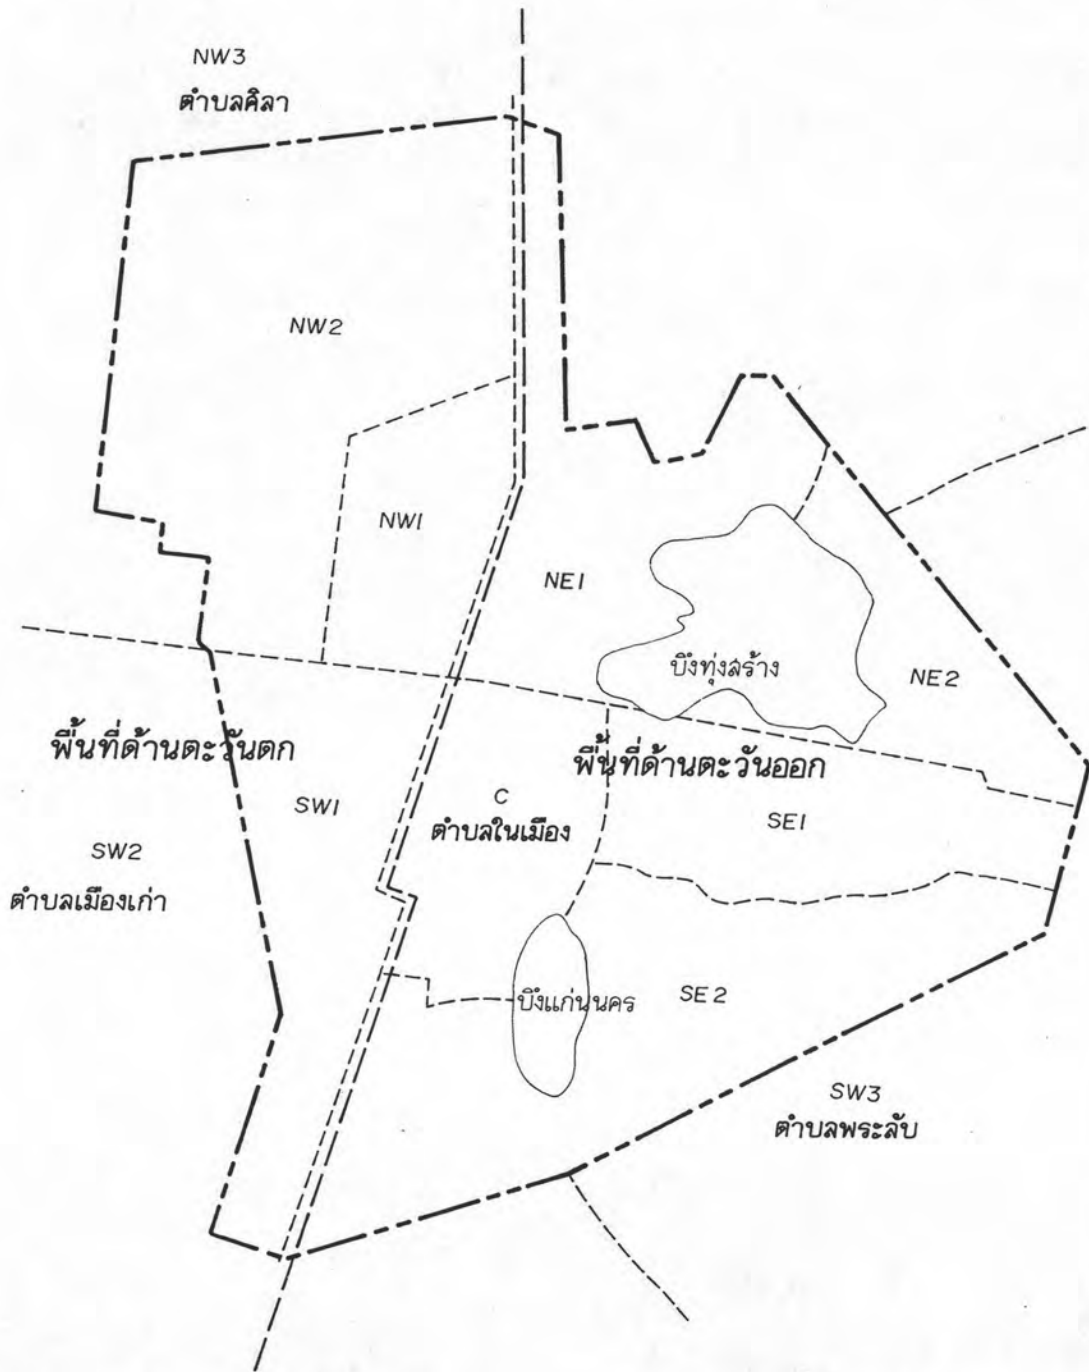 NW3
ตำบลศิลา
NW2
NW1
NE1
บึงทุ่งสร้าง
NE2
พื้นที่ด้านตะวันตก
พื้นที่ด้านตะวันออก
SW1
C
ตำบลในเมือง
SE1
SW2
ตำบลเมืองเก่า
บึงแก่นนคร
SE2
SW3
ตำบลพระลับ